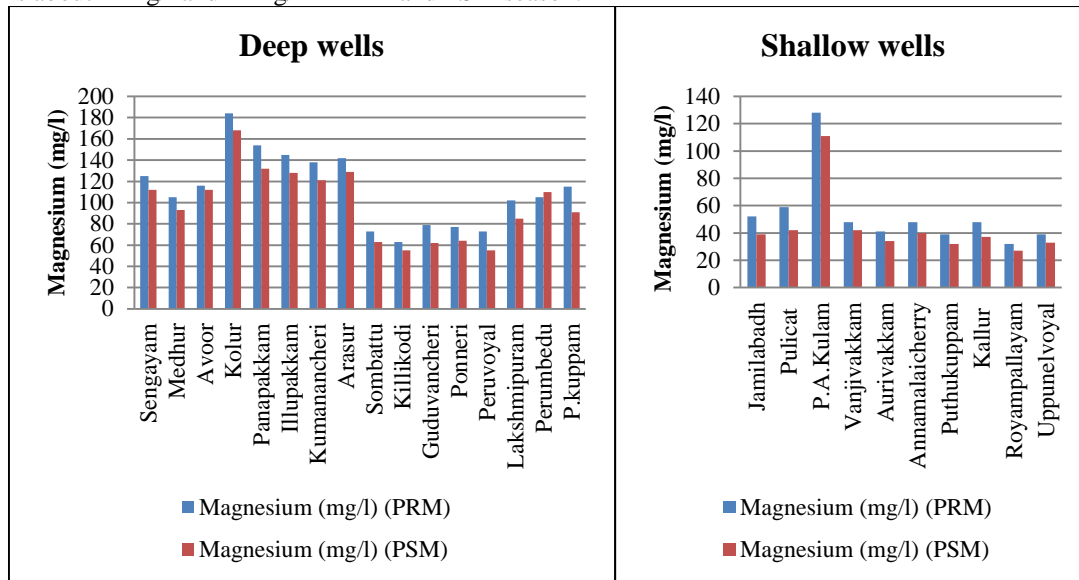 Deep wells
Magnesium (mg/l)
200
180
160
140
120
100
80
60
40
20
0
Sengayam
Medhur
Avoor
Kolur
Panapakkam
Illupakkam
Kumanancheri
Arasur
Sombattu
Killikodi
Guduvancheri
Ponneri
Peruvoyal
Lakshmipuram
Perumbedu
P.kuppam
Magnesium (mg/l) (PRM)
Magnesium (mg/l) (PSM)
Shallow wells
Magnesium (mg/l)
140
120
100
80
60
40
20
0
Jamilabadh
Pulicat
P.A.Kulam
Vanjivakkam
Aurivakkam
Annamalaicherry
Puthukuppam
Kallur
Royampallayam
Uppunelvoyal
Magnesium (mg/l) (PRM)
Magnesium (mg/l) (PSM)